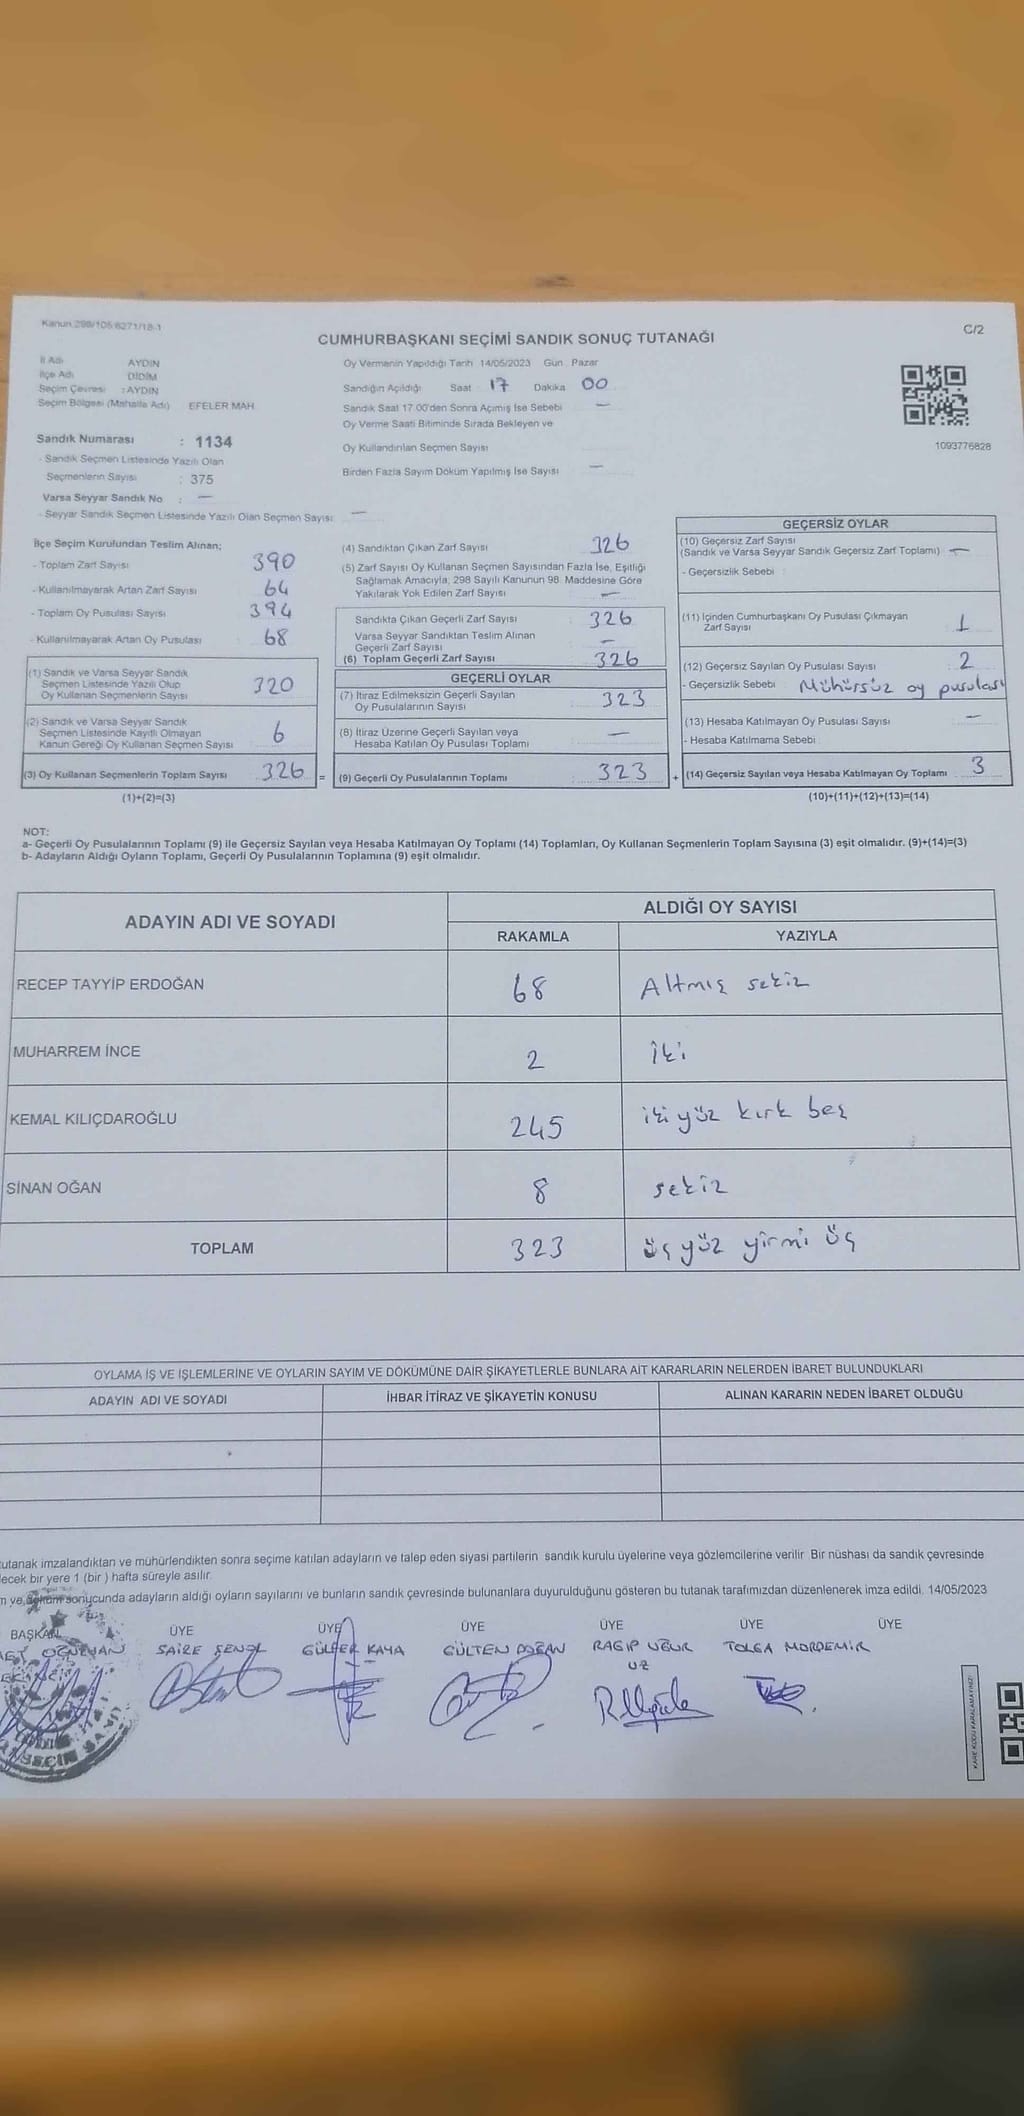 Kanun 298/105 6271/18-1
C/2
CUMHURBAŞKANI SEÇİMİ SANDIK SONUÇ TUTANAĞI
İl Adı AYDIN
İlçe Adı DİDİM
Seçim Çevresi : AYDIN
Seçim Bölgesi (Mahalle Adı) EFELER MAH
Sandık Numarası : 1134
- Sandık Seçmen Listesinde Yazılı Olan
Seçmenlerin Sayısı : 375
Varsa Seyyar Sandık No : —
- Seyyar Sandık Seçmen Listesinde Yazılı Olan Seçmen Sayısı —
Oy Vermenin Yapıldığı Tarih 14/05/2023 Gün Pazar
Sandığın Açıldığı Saat 17 Dakika 00
Sandık Saat 17.00'den Sonra Açılmış İse Sebebi —
Oy Verme Saati Bitiminde Sırada Bekleyen ve
Oy Kullandırılan Seçmen Sayısı
Birden Fazla Sayım Döküm Yapılmış İse Sayısı —
1093776828
İlçe Seçim Kurulundan Teslim Alınan;
- Toplam Zarf Sayısı 390
- Kullanılmayarak Artan Zarf Sayısı 64
- Toplam Oy Pusulası Sayısı 394
- Kullanılmayarak Artan Oy Pusulası 68
(1) Sandık ve Varsa Seyyar Sandık
Seçmen Listesinde Yazılı Olup
Oy Kullanan Seçmenlerin Sayısı 320
(2) Sandık ve Varsa Seyyar Sandık
Seçmen Listesinde Kayıtlı Olmayan
Kanun Gereği Oy Kullanan Seçmen Sayısı 6
(3) Oy Kullanan Seçmenlerin Toplam Sayısı 326 =
(1)+(2)=(3)
(4) Sandıktan Çıkan Zarf Sayısı 326
(5) Zarf Sayısı Oy Kullanan Seçmen Sayısından Fazla İse, Eşitliği
Sağlamak Amacıyla, 298 Sayılı Kanunun 98. Maddesine Göre
Yakılarak Yok Edilen Zarf Sayısı —
Sandıkta Çıkan Geçerli Zarf Sayısı 326
Varsa Seyyar Sandıktan Teslim Alınan
Geçerli Zarf Sayısı —
(6) Toplam Geçerli Zarf Sayısı 326
GEÇERLİ OYLAR
(7) İtiraz Edilmeksizin Geçerli Sayılan
Oy Pusulalarının Sayısı 323
(8) İtiraz Üzerine Geçerli Sayılan veya
Hesaba Katılan Oy Pusulası Toplamı —
(9) Geçerli Oy Pusulalarının Toplamı : 323 +
GEÇERSİZ OYLAR
(10) Geçersiz Zarf Sayısı
(Sandık ve Varsa Seyyar Sandık Geçersiz Zarf Toplamı) —
- Geçersizlik Sebebi
(11) İçinden Cumhurbaşkanı Oy Pusulası Çıkmayan
Zarf Sayısı 1
(12) Geçersiz Sayılan Oy Pusulası Sayısı : 2
- Geçersizlik Sebebi Mühürsüz oy pusulası
(13) Hesaba Katılmayan Oy Pusulası Sayısı —
- Hesaba Katılmama Sebebi
(14) Geçersiz Sayılan veya Hesaba Katılmayan Oy Toplamı 3
(10)+(11)+(12)+(13)=(14)
NOT:
a- Geçerli Oy Pusulalarının Toplamı (9) ile Geçersiz Sayılan veya Hesaba Katılmayan Oy Toplamı (14) Toplamları, Oy Kullanan Seçmenlerin Toplam Sayısına (3) eşit olmalıdır. (9)+(14)=(3)
b- Adayların Aldığı Oyların Toplamı, Geçerli Oy Pusulalarının Toplamına (9) eşit olmalıdır.
ADAYIN ADI VE SOYADI
ALDIĞI OY SAYISI
RAKAMLA YAZIYLA
RECEP TAYYİP ERDOĞAN 68 Altmış sekiz
MUHARREM İNCE 2 İki
KEMAL KILIÇDAROĞLU 245 iki yüz kırk beş
SİNAN OĞAN 8 sekiz
TOPLAM 323 üç yüz yirmi üç
OYLAMA İŞ VE İŞLEMLERİNE VE OYLARIN SAYIM VE DÖKÜMÜNE DAİR ŞİKAYETLERLE BUNLARA AİT KARARLARIN NELERDEN İBARET BULUNDUKLARI
ADAYIN ADI VE SOYADI İHBAR İTİRAZ VE ŞİKAYETİN KONUSU ALINAN KARARIN NEDEN İBARET OLDUĞU
tutanak imzalandıktan ve mühürlendikten sonra seçime katılan adayların ve talep eden siyasi partilerin sandık kurulu üyelerine veya gözlemcilerine verilir Bir nüshası da sandık çevresinde
lecek bir yere 1 (bir) hafta süreyle asılır.
m ve döküm sonucunda adayların aldığı oyların sayılarını ve bunların sandık çevresinde bulunanlara duyurulduğunu gösteren bu tutanak tarafımızdan düzenlenerek imza edildi. 14/05/2023
BAŞKAN ÜYE ÜYE ÜYE ÜYE ÜYE ÜYE
SAİRE ŞENOL GÜLFER KAYA GÜLTEN DOĞAN RAGIP UĞUR TOLGA MORDEMİR
UZ
SEÇİM
KARE KODU KARALAMAYINIZ!